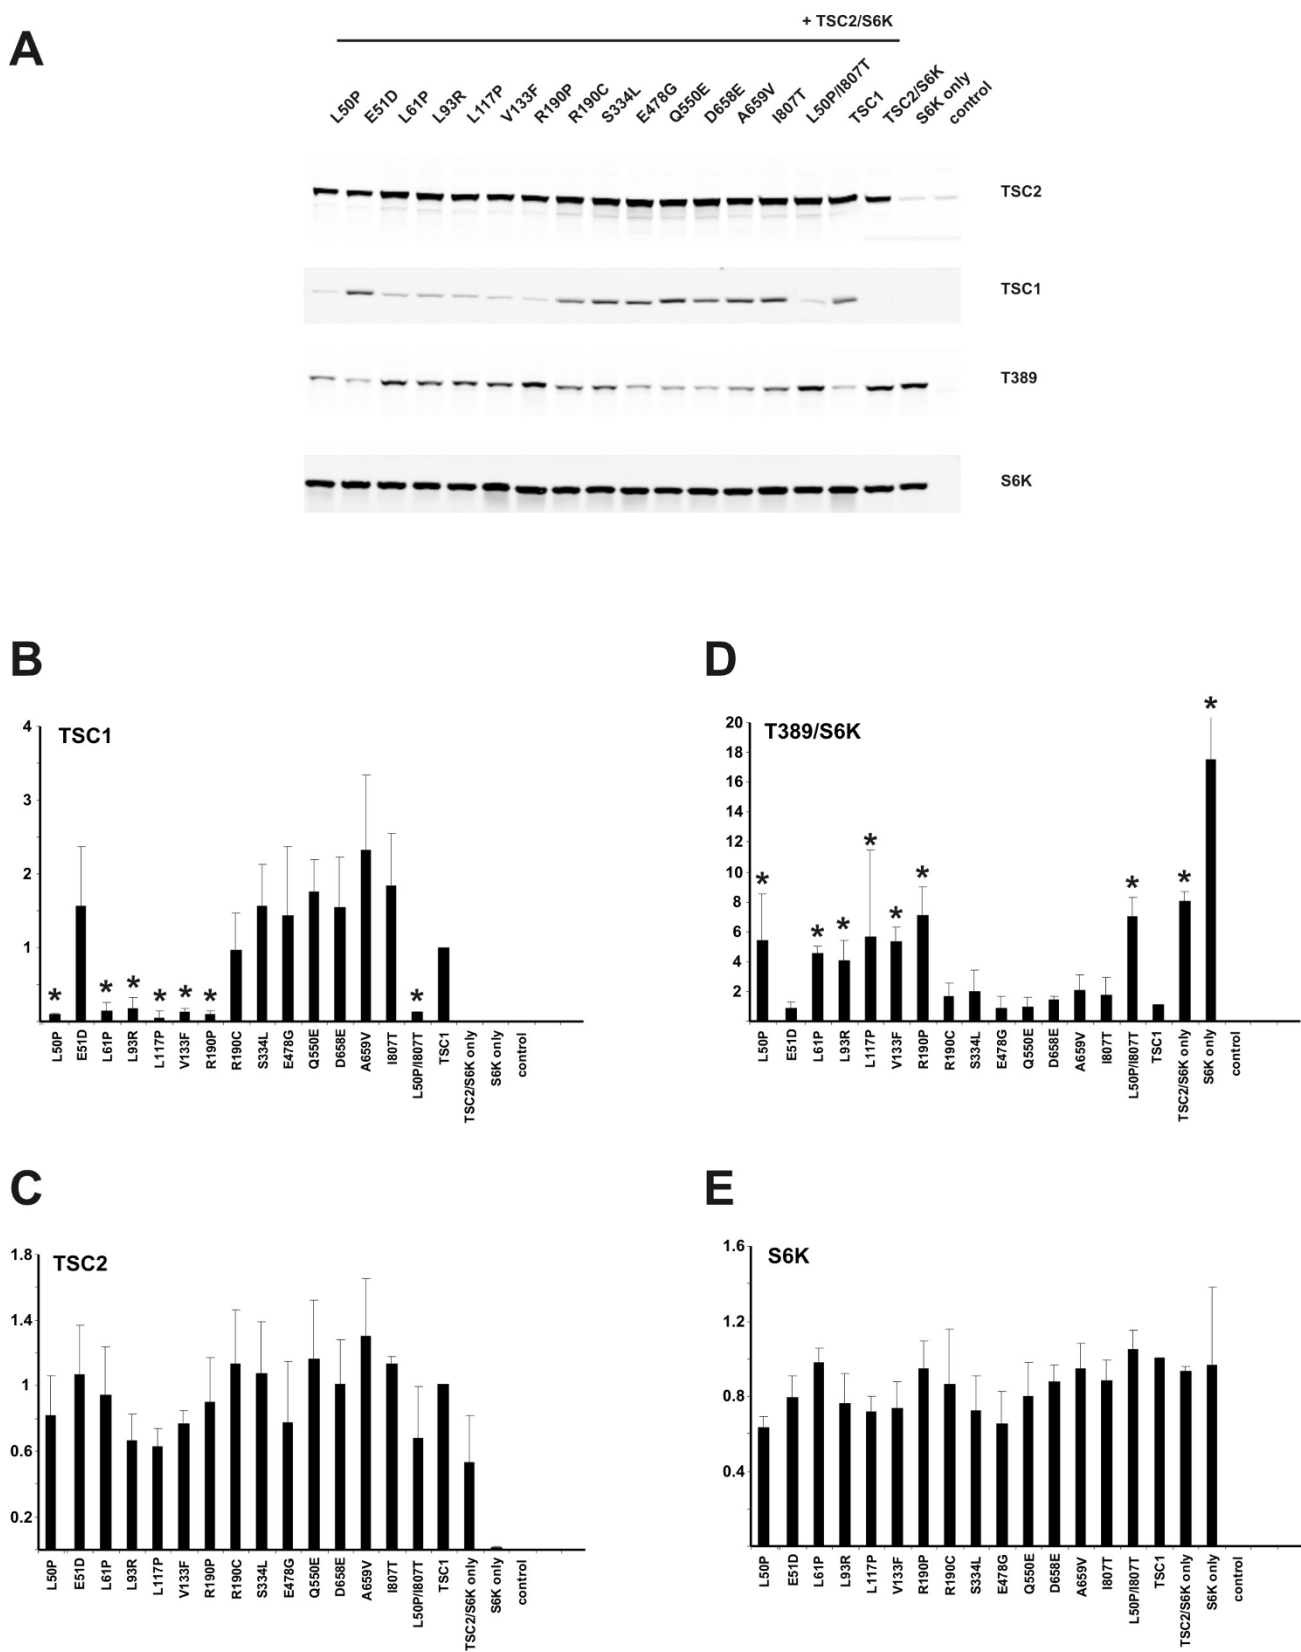 A
+ TSC2/S6K
L50P
E51D
L61P
L93R
L117P
V133F
R190P
R190C
S334L
E478G
Q550E
D658E
A659V
I807T
L50P/I807T
TSC1
TSC2/S6K
S6K only
control
TSC2
TSC1
T389
S6K
B
TSC1
4
3
2
1
*
*
*
*
*
*
*
L50P
E51D
L61P
L93R
L117P
V133F
R190P
R190C
S334L
E478G
Q550E
D658E
A659V
I807T
L50P/I807T
TSC1
TSC2/S6K only
S6K only
control
D
T389/S6K
20
18
16
14
12
10
8
6
4
2
*
*
*
*
*
*
*
*
*
L50P
E51D
L61P
L93R
L117P
V133F
R190P
R190C
S334L
E478G
Q550E
D658E
A659V
I807T
L50P/I807T
TSC1
TSC2/S6K only
S6K only
control
C
TSC2
1.8
1.4
1
0.6
0.2
L50P
E51D
L61P
L93R
L117P
V133F
R190P
R190C
S334L
E478G
Q550E
D658E
A659V
I807T
L50P/I807T
TSC1
TSC2/S6K only
S6K only
control
E
S6K
1.6
1.2
0.8
0.4
L50P
E51D
L61P
L93R
L117P
V133F
R190P
R190C
S334L
E478G
Q550E
D658E
A659V
I807T
L50P/I807T
TSC1
TSC2/S6K only
S6K only
control